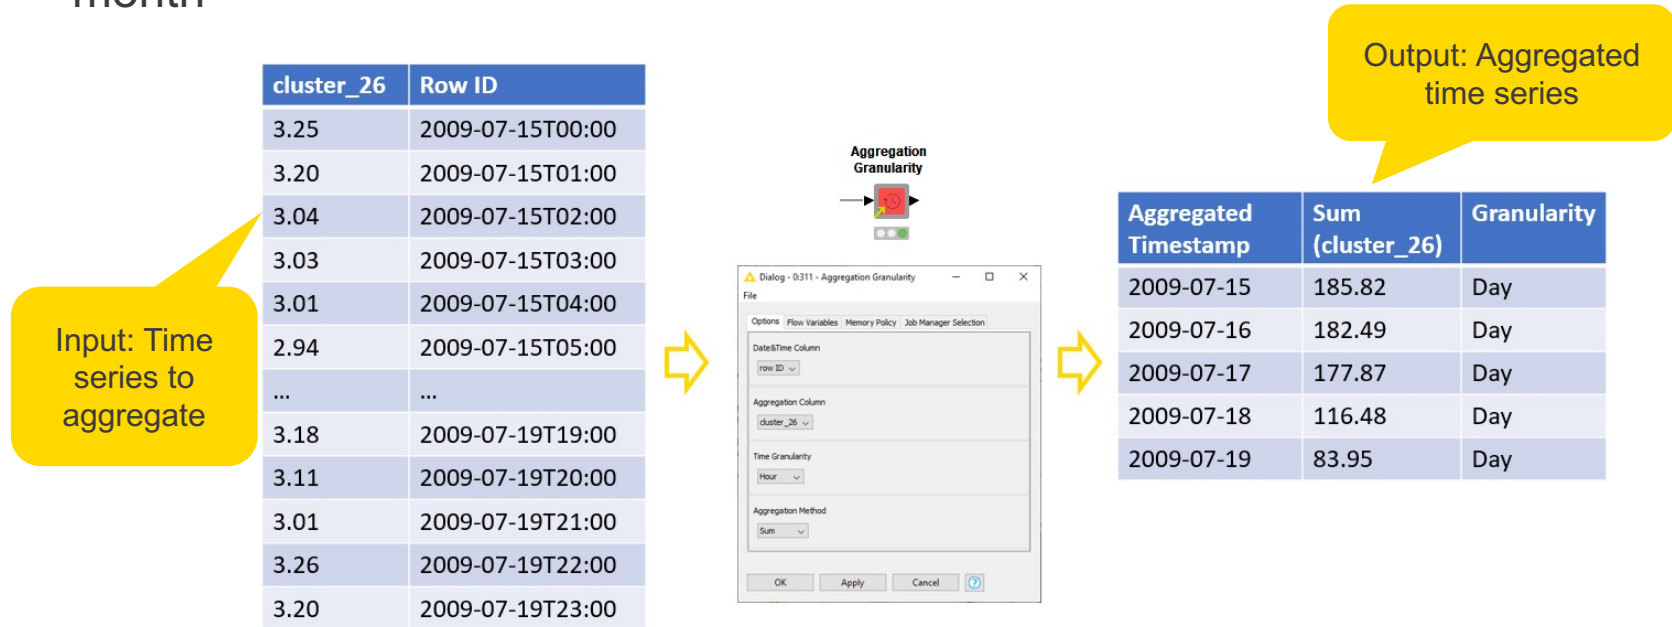 month
Output: Aggregated
time series
cluster_26 Row ID
3.25 2009-07-15T00:00
3.20 2009-07-15T01:00
3.04 2009-07-15T02:00
3.03 2009-07-15T03:00
3.01 2009-07-15T04:00
2.94 2009-07-15T05:00
... ...
3.18 2009-07-19T19:00
3.11 2009-07-19T20:00
3.01 2009-07-19T21:00
3.26 2009-07-19T22:00
3.20 2009-07-19T23:00
Input: Time
series to
aggregate
Aggregation
Granularity
Dialog - 0:311 - Aggregation Granularity
File
Options Flow Variables Memory Policy Job Manager Selection
Date&Time Column
row ID
Aggregation Column
cluster_26
Time Granularity
Hour
Aggregation Method
Sum
OK Apply Cancel ?
Aggregated Sum Granularity
Timestamp (cluster_26)
2009-07-15 185.82 Day
2009-07-16 182.49 Day
2009-07-17 177.87 Day
2009-07-18 116.48 Day
2009-07-19 83.95 Day